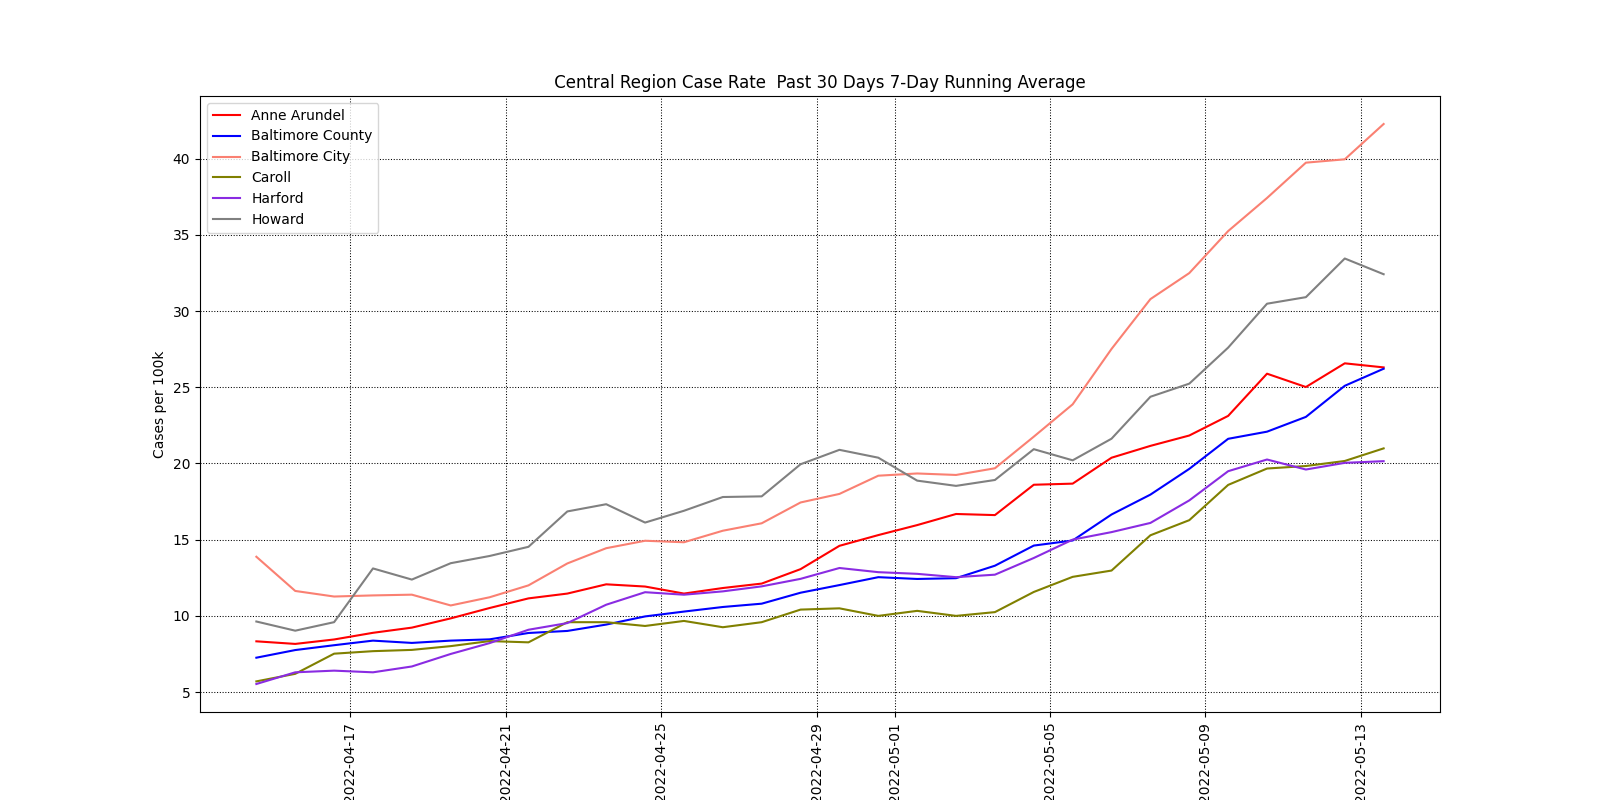 Central Region Case Rate  Past 30 Days 7-Day Running Average
Anne Arundel
Baltimore County
Baltimore City
Caroll
Harford
Howard
40
35
30
25
20
15
10
5
Cases per 100k
2022-04-17
2022-04-21
2022-04-25
2022-04-29
2022-05-01
2022-05-05
2022-05-09
2022-05-13